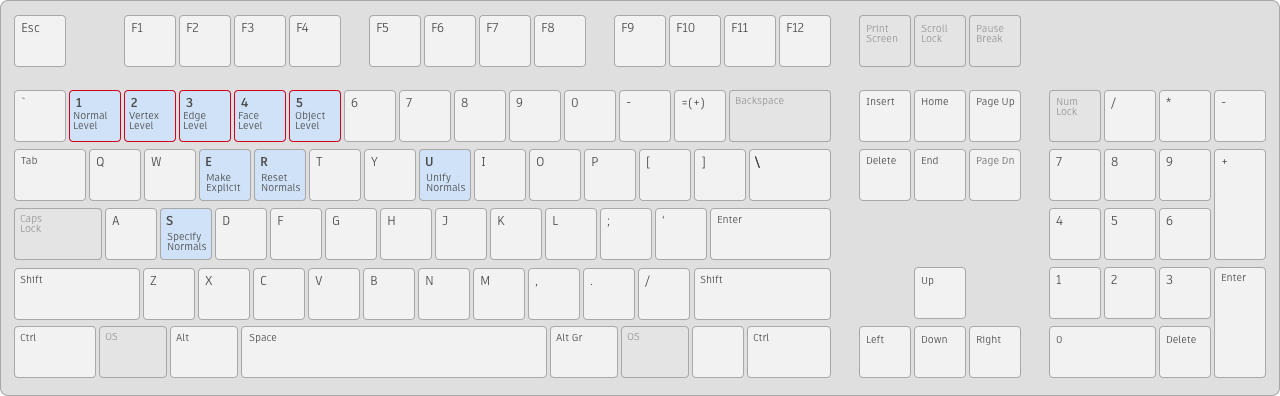 Esc F1 F2 F3 F4 F5 F6 F7 F8 F9 F10 F11 F12 Print Scroll Pause
Screen Lock Break
` 1 2 3 4 5 6 7 8 9 0 - =(+) Backspace Insert Home Page Up Num / * -
Normal Vertex Edge Face Object Lock
Level Level Level Level Level
Tab Q W E R T Y U I O P [ ] \ Delete End Page Dn 7 8 9 +
Make Reset Unify
Explicit Normals Normals
Caps A S D F G H J K L ; ' Enter 4 5 6
Lock Specify
Normals
Shift Z X C V B N M , . / Shift Up 1 2 3 Enter
Ctrl OS Alt Space Alt Gr OS Ctrl Left Down Right 0 Delete